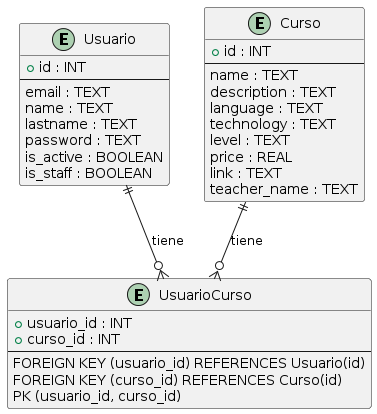 E Usuario
id : INT
email : TEXT
name : TEXT
lastname : TEXT
password : TEXT
is_active : BOOLEAN
is_staff : BOOLEAN
E Curso
id : INT
name : TEXT
description : TEXT
language : TEXT
technology : TEXT
level : TEXT
price : REAL
link : TEXT
teacher_name : TEXT
tiene
tiene
E UsuarioCurso
usuario_id : INT
curso_id : INT
FOREIGN KEY (usuario_id) REFERENCES Usuario(id)
FOREIGN KEY (curso_id) REFERENCES Curso(id)
PK (usuario_id, curso_id)